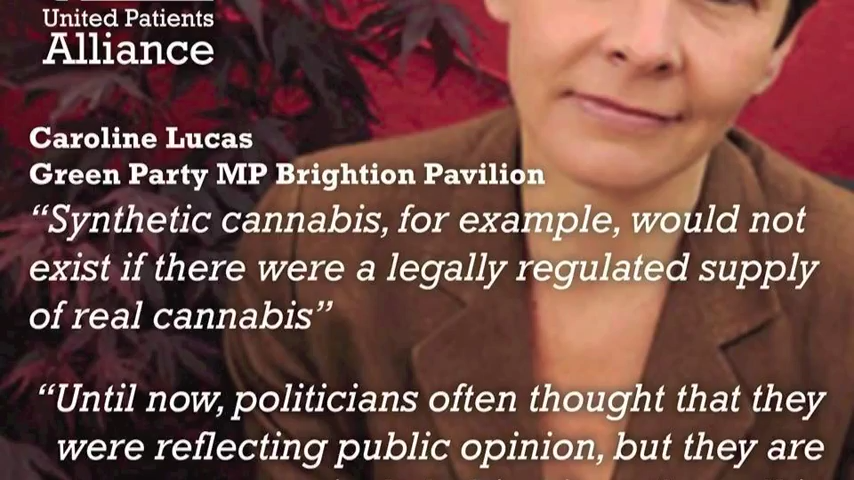 United Patients
Alliance
Caroline Lucas
Green Party MP Brightion Pavilion
“Synthetic cannabis, for example, would not
exist if there were a legally regulated supply
of real cannabis”
“Until now, politicians often thought that they
were reflecting public opinion, but they are